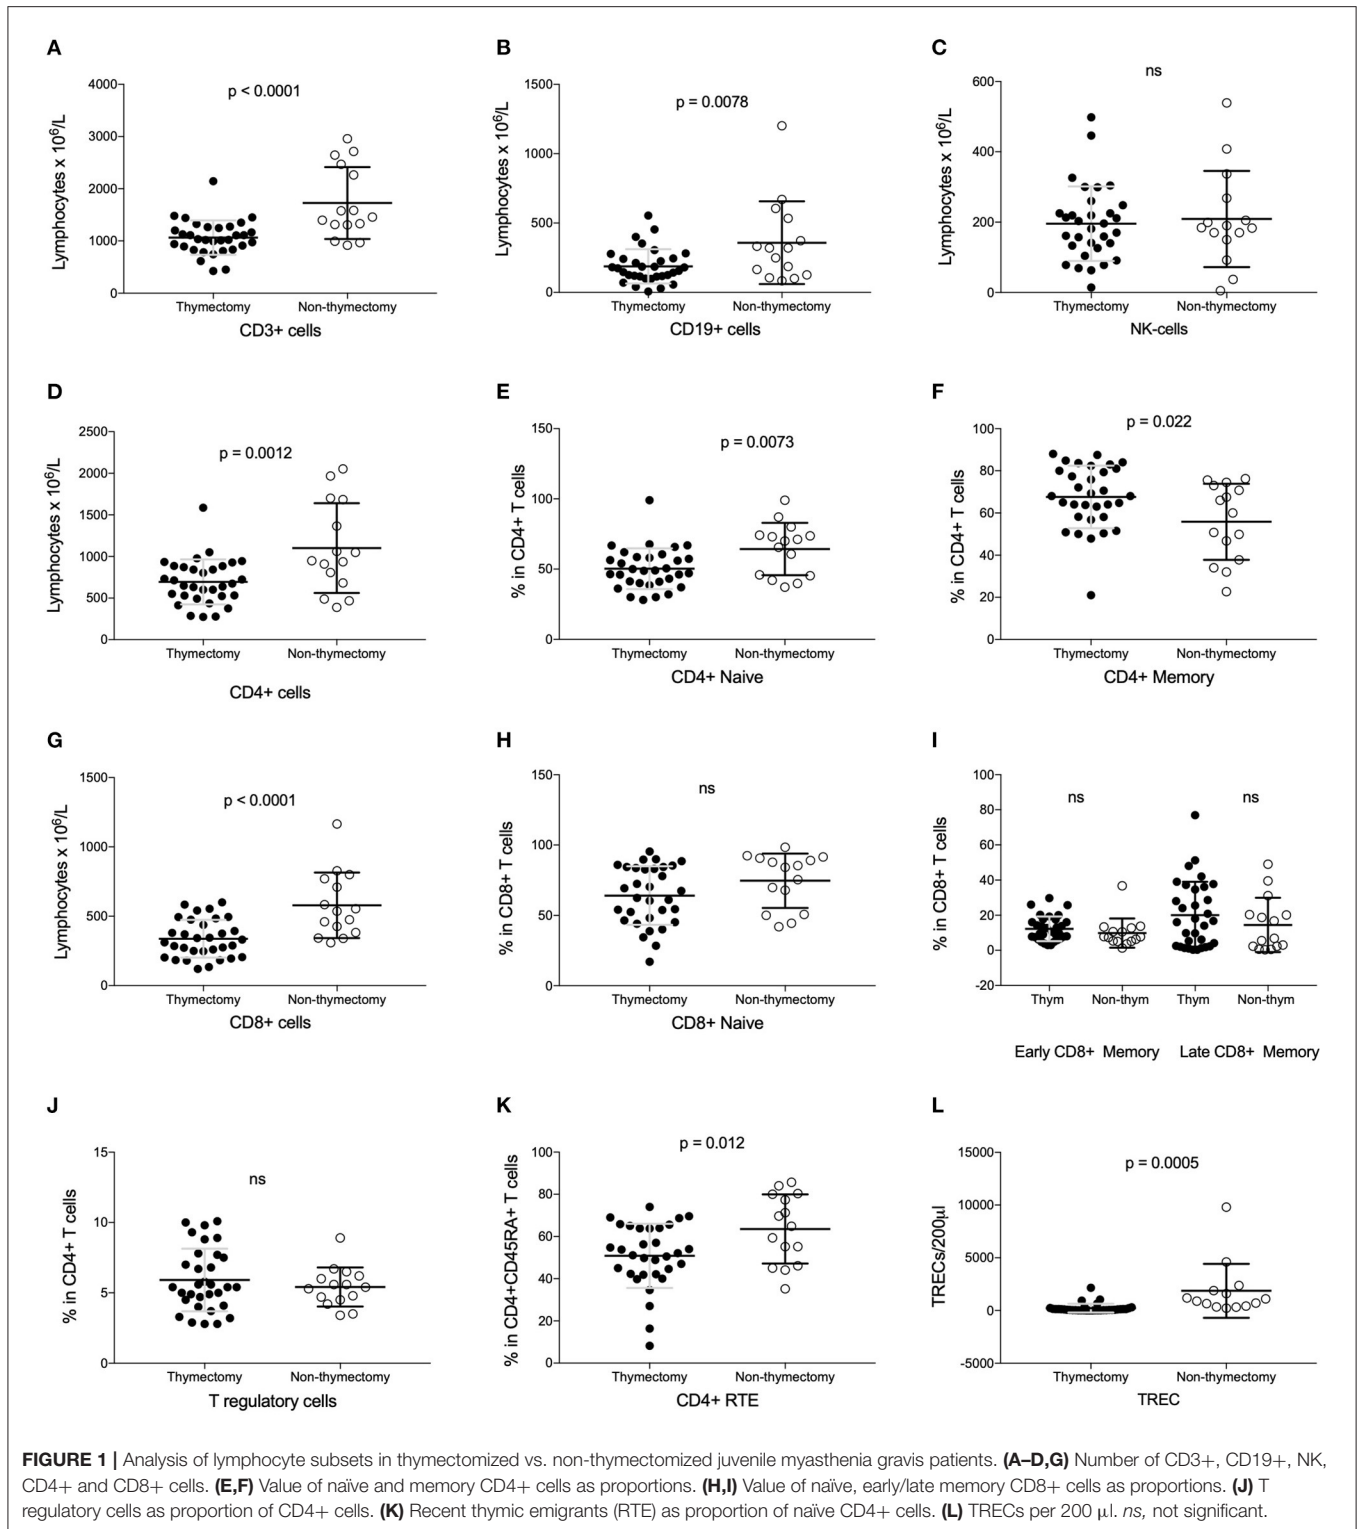 A
p < 0.0001
Lymphocytes x 10⁶/L
4000
3000
2000
1000
0
Thymectomy Non-thymectomy
CD3+ cells
B
p = 0.0078
Lymphocytes x 10⁶/L
1500
1000
500
0
Thymectomy Non-thymectomy
CD19+ cells
C
ns
Lymphocytes x 10⁶/L
600
400
200
0
Thymectomy Non-thymectomy
NK-cells
D
p = 0.0012
Lymphocytes x 10⁶/L
2500
2000
1500
1000
500
0
Thymectomy Non-thymectomy
CD4+ cells
E
p = 0.0073
% in CD4+ T cells
150
100
50
0
Thymectomy Non-thymectomy
CD4+ Naive
F
p = 0.022
% in CD4+ T cells
100
80
60
40
20
0
Thymectomy Non-thymectomy
CD4+ Memory
G
p < 0.0001
Lymphocytes x 10⁶/L
1500
1000
500
0
Thymectomy Non-thymectomy
CD8+ cells
H
ns
% in CD8+ T cells
150
100
50
0
Thymectomy Non-thymectomy
CD8+ Naive
I
ns ns
% in CD8+ T cells
100
80
60
40
20
0
-20
Thym Non-thym Thym Non-thym
Early CD8+ Memory Late CD8+ Memory
J
ns
% in CD4+ T cells
15
10
5
0
Thymectomy Non-thymectomy
T regulatory cells
K
p = 0.012
% in CD4+CD45RA+ T cells
100
80
60
40
20
0
Thymectomy Non-thymectomy
CD4+ RTE
L
p = 0.0005
TRECs/200µl
15000
10000
5000
0
-5000
Thymectomy Non-thymectomy
TREC
FIGURE 1 | Analysis of lymphocyte subsets in thymectomized vs. non-thymectomized juvenile myasthenia gravis patients. (A–D,G) Number of CD3+, CD19+, NK,
CD4+ and CD8+ cells. (E,F) Value of naïve and memory CD4+ cells as proportions. (H,I) Value of naïve, early/late memory CD8+ cells as proportions. (J) T
regulatory cells as proportion of CD4+ cells. (K) Recent thymic emigrants (RTE) as proportion of naïve CD4+ cells. (L) TRECs per 200 µl. ns, not significant.